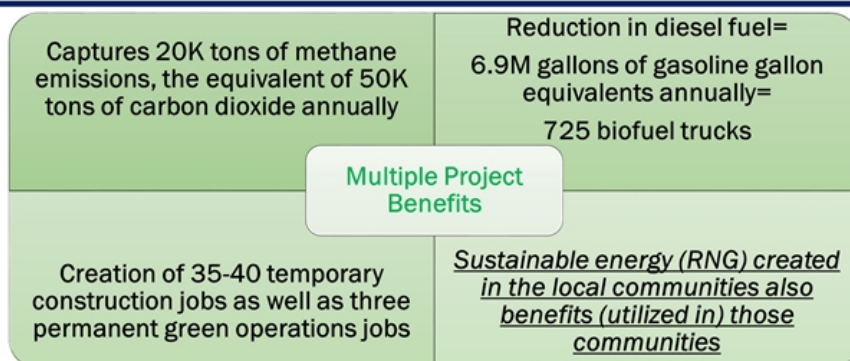 Captures 20K tons of methane
emissions, the equivalent of 50K
tons of carbon dioxide annually
Reduction in diesel fuel=
6.9M gallons of gasoline gallon
equivalents annually=
725 biofuel trucks
Multiple Project
Benefits
Creation of 35-40 temporary
construction jobs as well as three
permanent green operations jobs
Sustainable energy (RNG) created
in the local communities also
benefits (utilized in) those
communities